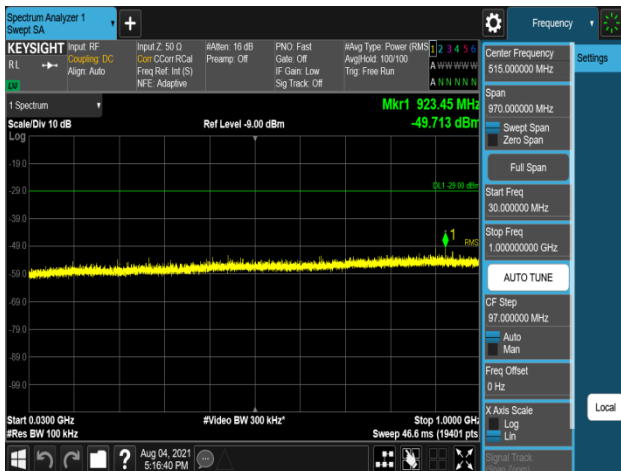 Spectrum Analyzer 1
Swept SA
Frequency
KEYSIGHT
RL
Input: RF
Coupling: DC
Align: Auto
Input Z: 50 Ω
Corr CCorr RCal
Freq Ref: Int (S)
NFE: Adaptive
#Atten: 16 dB
Preamp: Off
PNO: Fast
Gate: Off
IF Gain: Low
Sig Track: Off
#Avg Type: Power (RMS
Avg|Hold: 100/100
Trig: Free Run
1 2 3 4 5 6
A W W W W W
A N N N N N
1 Spectrum
Scale/Div 10 dB
Log
Ref Level -9.00 dBm
Mkr1 923.45 MHz
-49.713 dBm
-19.0
-29.0
-39.0
-49.0
-59.0
-69.0
-79.0
-89.0
-99.0
DL1 -29.00 dBm
1
RMS
Start 0.0300 GHz
#Res BW 100 kHz
#Video BW 300 kHz*
Stop 1.0000 GHz
Sweep 46.6 ms (19401 pts)
Aug 04, 2021
5:16:40 PM
Center Frequency
515.000000 MHz
Span
970.000000 MHz
Swept Span
Zero Span
Full Span
Start Freq
30.000000 MHz
Stop Freq
1.000000000 GHz
AUTO TUNE
CF Step
97.000000 MHz
Auto
Man
Freq Offset
0 Hz
X Axis Scale
Log
Lin
Signal Track
(Span Zoom)
Settings
Local